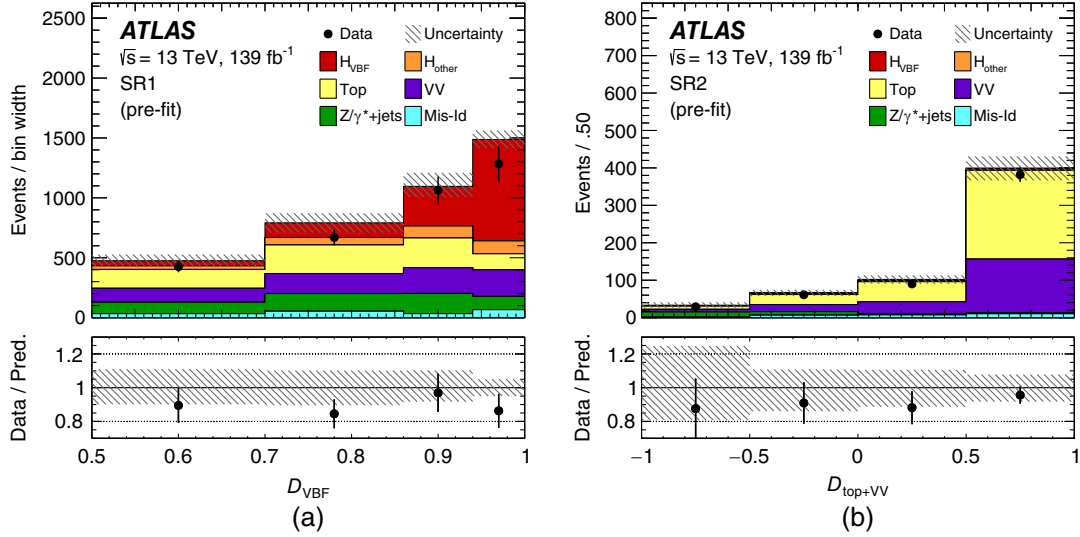 ATLAS
√s = 13 TeV, 139 fb⁻¹
SR1
(pre-fit)
Data
Uncertainty
H_VBF
H_other
Top
VV
Z/γ*+jets
Mis-Id
Events / bin width
2500
2000
1500
1000
500
0
Data / Pred.
1.2
1
0.8
0.5 0.6 0.7 0.8 0.9 1
D_VBF
(a)
ATLAS
√s = 13 TeV, 139 fb⁻¹
SR2
(pre-fit)
Data
Uncertainty
H_VBF
H_other
Top
VV
Z/γ*+jets
Mis-Id
Events / .50
800
700
600
500
400
300
200
100
0
Data / Pred.
1.2
1
0.8
−1 −0.5 0 0.5 1
D_top+VV
(b)